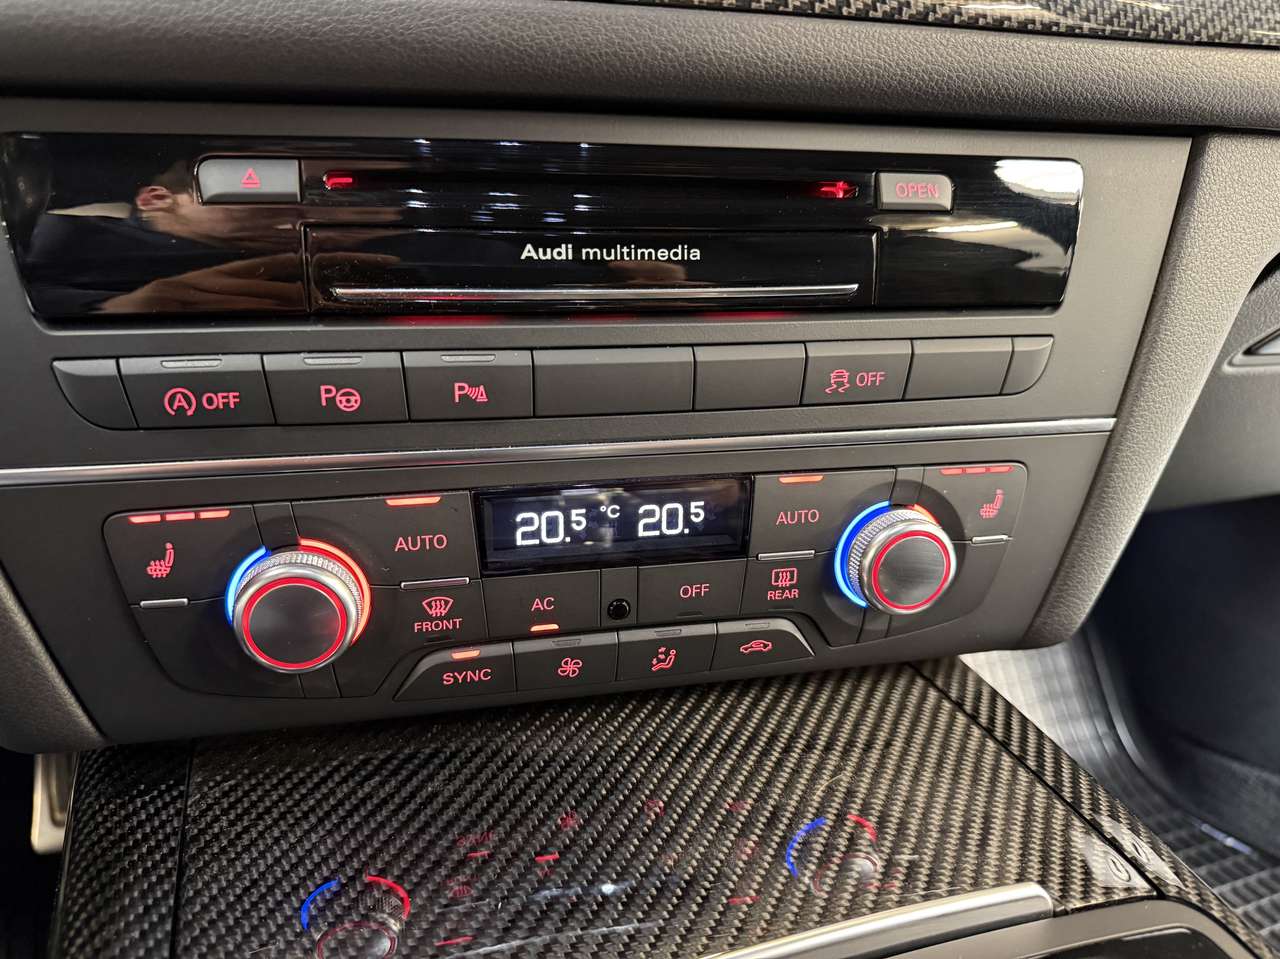 OPEN
Audi multimedia
A OFF
P
P
OFF
AUTO
20.5 °C 20.5
AUTO
FRONT
AC
OFF
REAR
SYNC